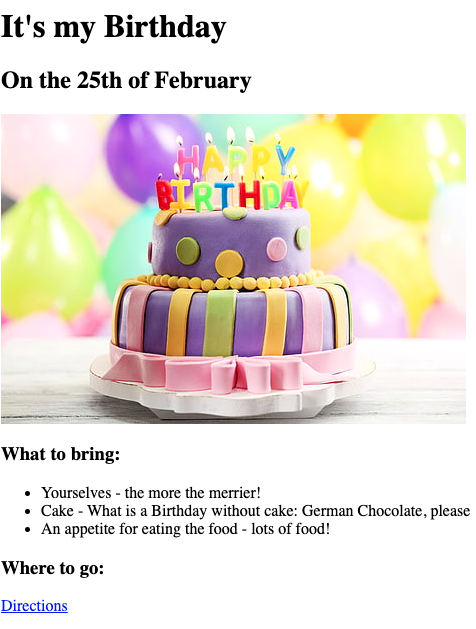 It's my Birthday
On the 25th of February
HAPPY
BIRTHDAY
What to bring:
Yourselves - the more the merrier!
Cake - What is a Birthday without cake: German Chocolate, please
An appetite for eating the food - lots of food!
Where to go:
Directions